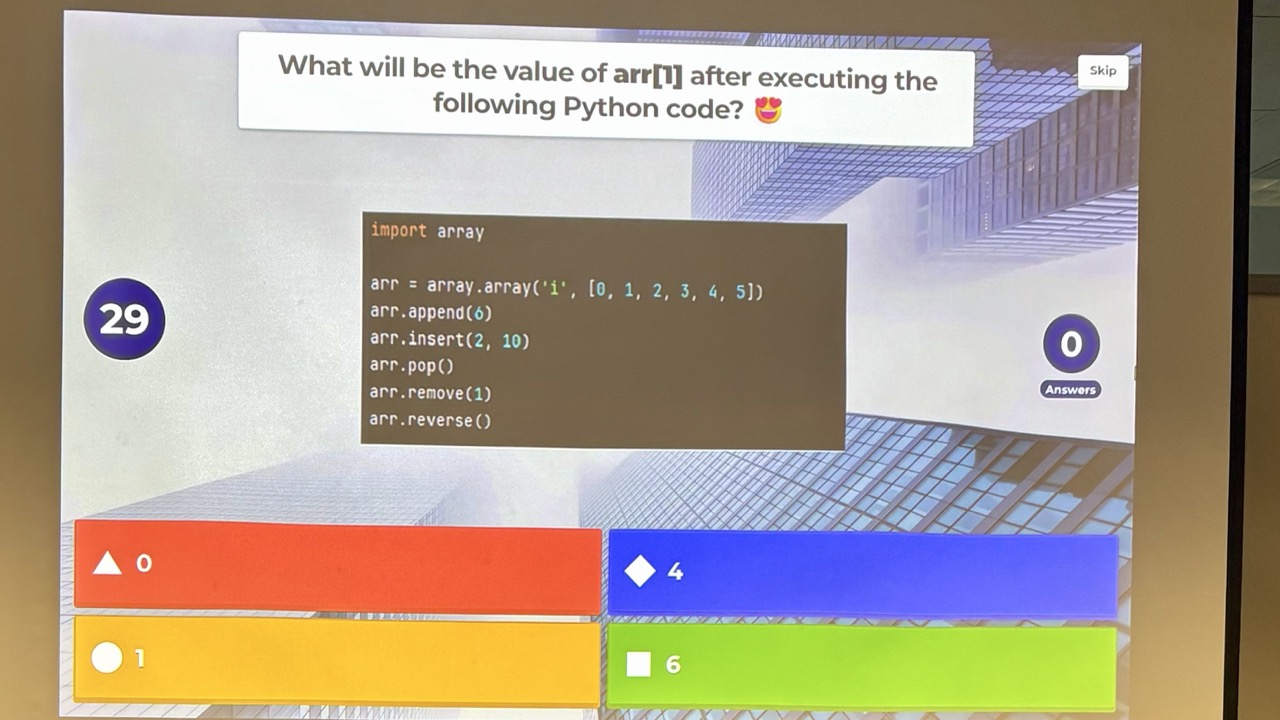 What will be the value of arr[1] after executing the
following Python code? 😍
Skip
import array
arr = array.array('i', [0, 1, 2, 3, 4, 5])
arr.append(6)
arr.insert(2, 10)
arr.pop()
arr.remove(1)
arr.reverse()
29
0
Answers
0
4
1
6